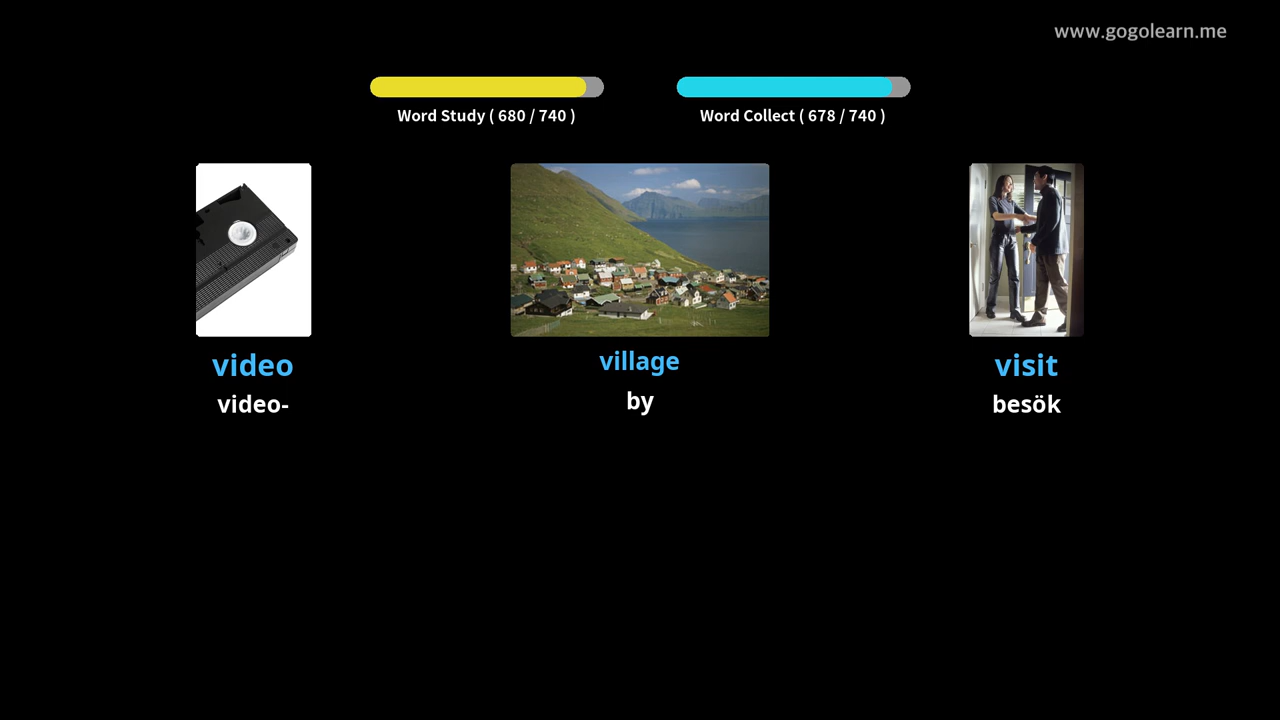 www.gogolearn.me
Word Study ( 680 / 740 )
Word Collect ( 678 / 740 )
video
village
visit
video-
by
besök